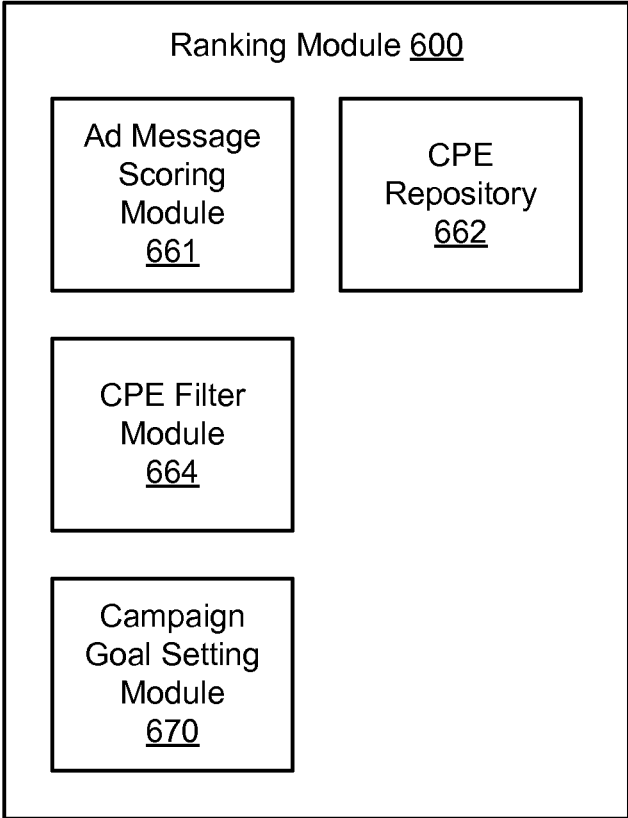 Ranking Module 600
Ad Message
Scoring
Module
661
CPE
Repository
662
CPE Filter
Module
664
Campaign
Goal Setting
Module
670